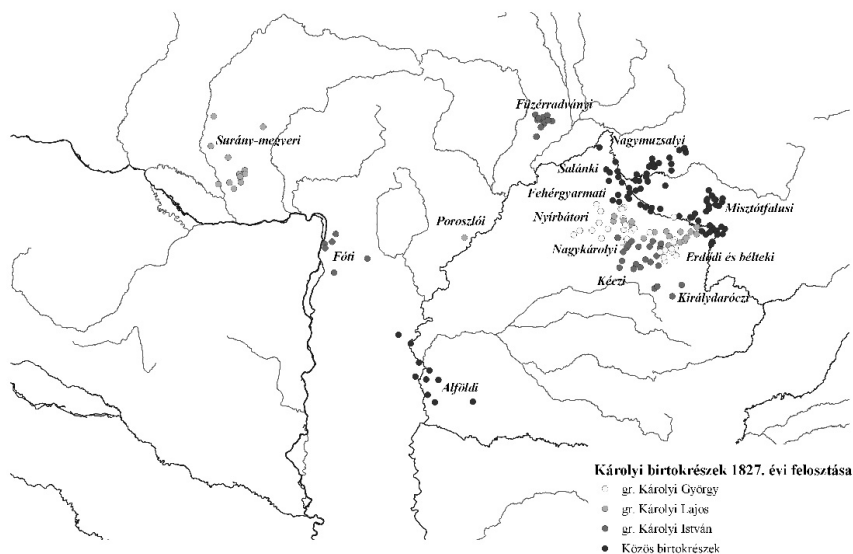 Füzérradványi
Surány-megyeri
Nagymuzsalyi
Salánki
Fehérgyarmati
Misztótfalusi
Nyírbátori
Poroszlói
Fóti
Nagykárolyi
Erdődi és bélteki
Kéczi
Királydaróczi
Alföldi
Károlyi birtokrészek 1827. évi felosztása
gr. Károlyi György
gr. Károlyi Lajos
gr. Károlyi István
Közös birtokrészek